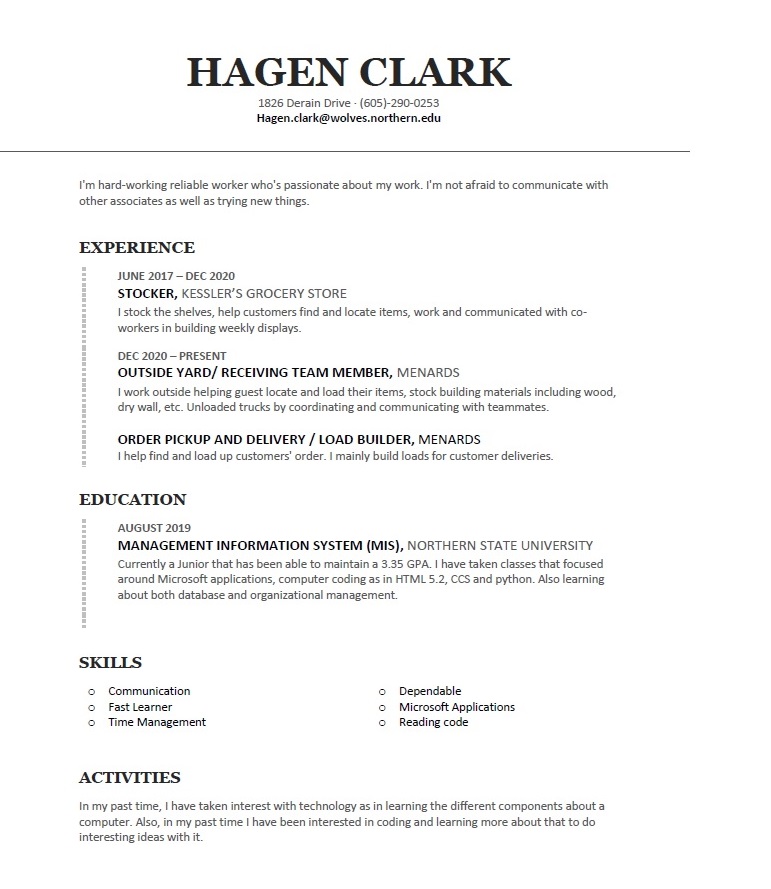 HAGEN CLARK
1826 Derain Drive · (605)-290-0253
Hagen.clark@wolves.northern.edu
I'm hard-working reliable worker who's passionate about my work. I'm not afraid to communicate with
other associates as well as trying new things.
EXPERIENCE
JUNE 2017 – DEC 2020
STOCKER, KESSLER'S GROCERY STORE
I stock the shelves, help customers find and locate items, work and communicated with co-
workers in building weekly displays.
DEC 2020 – PRESENT
OUTSIDE YARD/ RECEIVING TEAM MEMBER, MENARDS
I work outside helping guest locate and load their items, stock building materials including wood,
dry wall, etc. Unloaded trucks by coordinating and communicating with teammates.
ORDER PICKUP AND DELIVERY / LOAD BUILDER, MENARDS
I help find and load up customers' order. I mainly build loads for customer deliveries.
EDUCATION
AUGUST 2019
MANAGEMENT INFORMATION SYSTEM (MIS), NORTHERN STATE UNIVERSITY
Currently a Junior that has been able to maintain a 3.35 GPA. I have taken classes that focused
around Microsoft applications, computer coding as in HTML 5.2, CCS and python. Also learning
about both database and organizational management.
SKILLS
o Communication
o Fast Learner
o Time Management
o Dependable
o Microsoft Applications
o Reading code
ACTIVITIES
In my past time, I have taken interest with technology as in learning the different components about a
computer. Also, in my past time I have been interested in coding and learning more about that to do
interesting ideas with it.